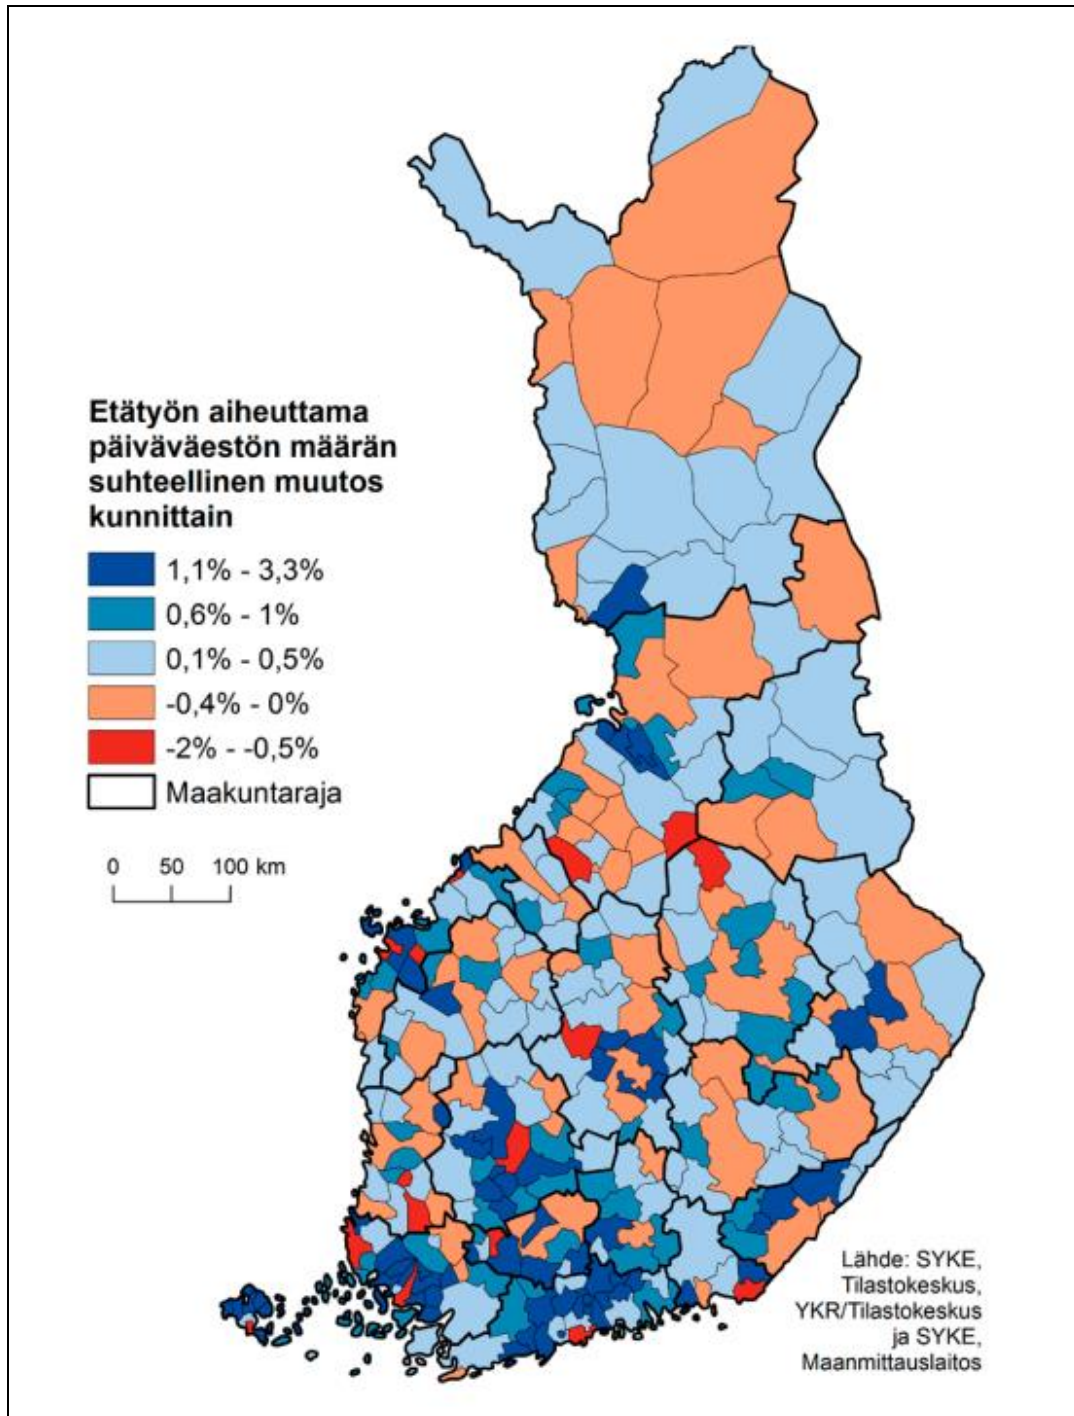 Etätyön aiheuttama
päiväväestön määrän
suhteellinen muutos
kunnittain
1,1% - 3,3%
0,6% - 1%
0,1% - 0,5%
-0,4% - 0%
-2% - -0,5%
Maakuntaraja
0 50 100 km
Lähde: SYKE,
Tilastokeskus,
YKR/Tilastokeskus
ja SYKE,
Maanmittauslaitos